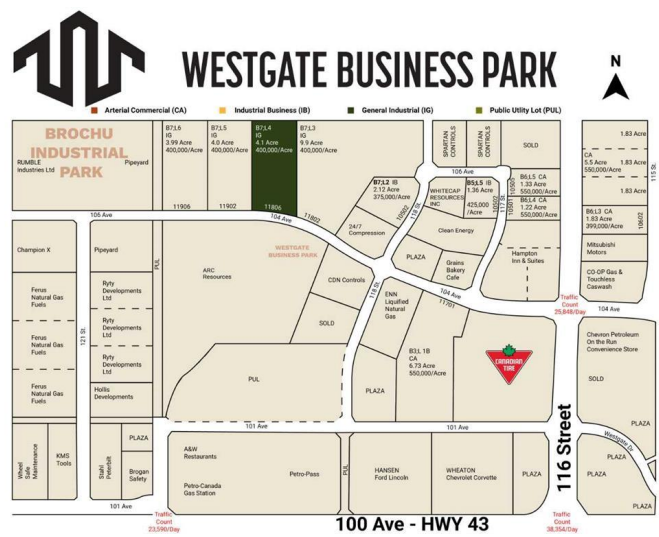 WESTGATE BUSINESS PARK
N
Arterial Commercial (CA)
Industrial Business (IB)
General Industrial (IG)
Public Utlity Lot (PUL)
BROCHU
INDUSTRIAL
PARK
RUMBLE
Industries Ltd
Pipeyard
B7;L6
IG
3.99 Acre
400,000/Acre
11906
B7;L5
IG
4.0 Acre
400,000/Acre
11902
B7;L4
IG
4.1 Acre
400,000/Acre
11806
B7;L3
IG
9.9 Acre
400,000/Acre
11802
SPARTAN
CONTROLS
SPARTAN
CONTROLS
SOLD
106 Ave
B7;L2 IB
2.12 Acre
375,000/Acre
10502
WHITECAP
RESOURCES
INC
B5;L5 IB
1.36 Acre
425,000
/Acre
10502
118 St.
117 St.
10505
10501
B6;L5 CA
1.33 Acre
550,000/Acre
B6;L4 CA
1.22 Acre
550,000/Acre
1.83 Acre
CA
5.5 Acre
550,000/Acre
1.83 Acre
1.83 Acre
115 St.
B6;L3 CA
1.83 Acre
399,000/Acre
10602
Mitsubishi
Motors
CO-OP Gas &
Touchless
Caswash
106 Ave
104 Ave
WESTGATE
BUSINESS PARK
24/7
Compression
Clean Energy
PLAZA
Grains
Bakery
Cafe
Hampton
Inn & Suites
Champion X
Pipeyard
PUL
ARC
Resources
CDN Controls
118 St.
ENN
Liquified
Natural
Gas
104 Ave
11701
Traffic
Count
25,848/Day
104 Ave
Ferus
Natural Gas
Fuels
Ferus
Natural Gas
Fuels
Ferus
Natural Gas
Fuels
121 St.
Ryty
Developments
Ltd
Ryty
Developments
Ltd
Ryty
Developments
Ltd
Hollis
Developments
SOLD
PUL
PLAZA
B3;L 1B
CA
6.73 Acre
550,000/Acre
CANADIAN
TIRE
Chevron Petroleum
On the Run
Convenience Store
SOLD
PLAZA
101 Ave
101 Ave
116 Street
Westgate Dr
PLAZA
PLAZA
Wheel
Safe
Maintenance
KMS
Tools
Stahl
Peterbilt
PLAZA
Brogan
Safety
A&W
Restaurants
Petro-Canada
Gas Station
Petro-Pass
PUL
HANSEN
Ford Lincoln
WHEATON
Chevrolet Corvette
PLAZA
PLAZA
101 Ave
Traffic
Count
23,590/Day
100 Ave - HWY 43
Traffic
Count
38,354/Day